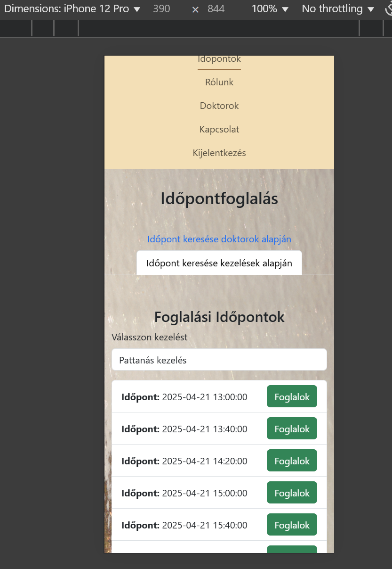 Dimensions: iPhone 12 Pro ▼ 390 × 844 100% ▼ No throttling ▼
Időpontok
Rólunk
Doktorok
Kapcsolat
Kijelentkezés
Időpontfoglalás
Időpont keresése doktorok alapján
Időpont keresése kezelések alapján
Foglalási Időpontok
Válasszon kezelést
Pattanás kezelés
Időpont: 2025-04-21 13:00:00 Foglalok
Időpont: 2025-04-21 13:40:00 Foglalok
Időpont: 2025-04-21 14:20:00 Foglalok
Időpont: 2025-04-21 15:00:00 Foglalok
Időpont: 2025-04-21 15:40:00 Foglalok